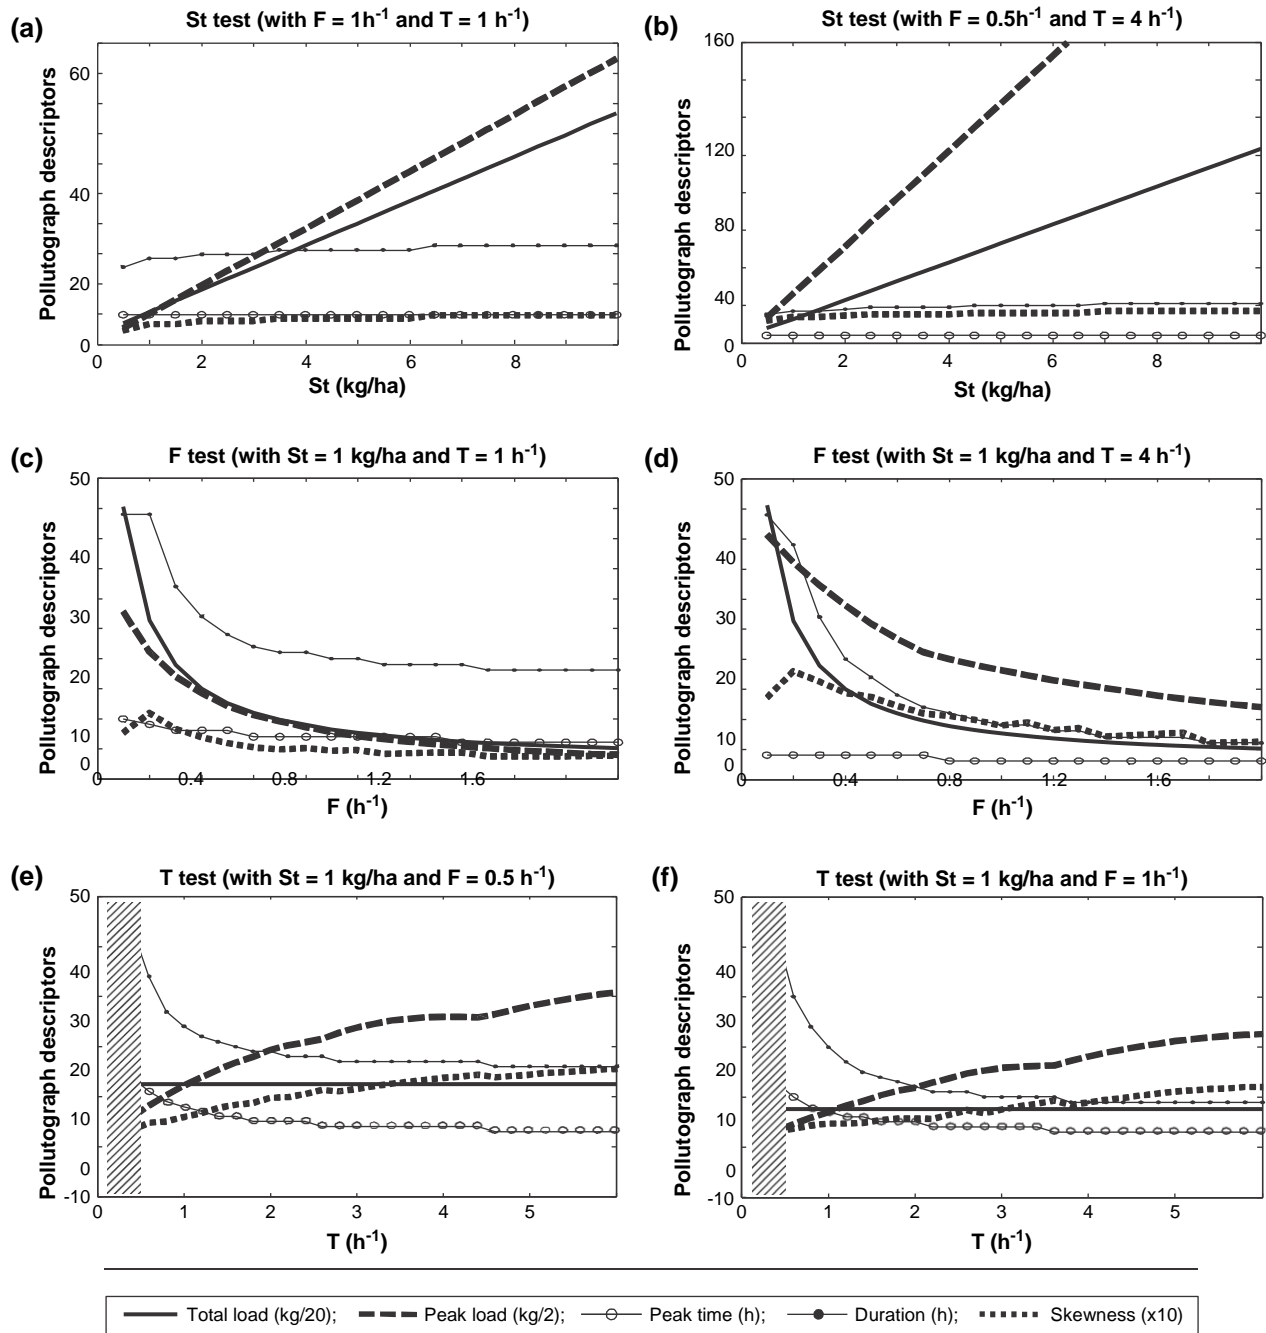 (a)
St test (with F = 1h⁻¹ and T = 1 h⁻¹)
Pollutograph descriptors
60
40
20
10
0
0 2 4 6 8
St (kg/ha)
(b)
St test (with F = 0.5h⁻¹ and T = 4 h⁻¹)
Pollutograph descriptors
160
120
80
40
0
0 2 4 6 8
St (kg/ha)
(c)
F test (with St = 1 kg/ha and T = 1 h⁻¹)
Pollutograph descriptors
50
40
30
20
10
0
0 0.4 0.8 1.2 1.6
F (h⁻¹)
(d)
F test (with St = 1 kg/ha and T = 4 h⁻¹)
Pollutograph descriptors
50
40
30
20
10
0
0 0.4 0.8 1.2 1.6
F (h⁻¹)
(e)
T test (with St = 1 kg/ha and F = 0.5 h⁻¹)
Pollutograph descriptors
50
40
30
20
10
0
-10
0 1 2 3 4 5
T (h⁻¹)
(f)
T test (with St = 1 kg/ha and F = 1h⁻¹)
Pollutograph descriptors
50
40
30
20
10
0
-10
0 1 2 3 4 5
T (h⁻¹)
Total load (kg/20); Peak load (kg/2); Peak time (h); Duration (h); Skewness (x10)